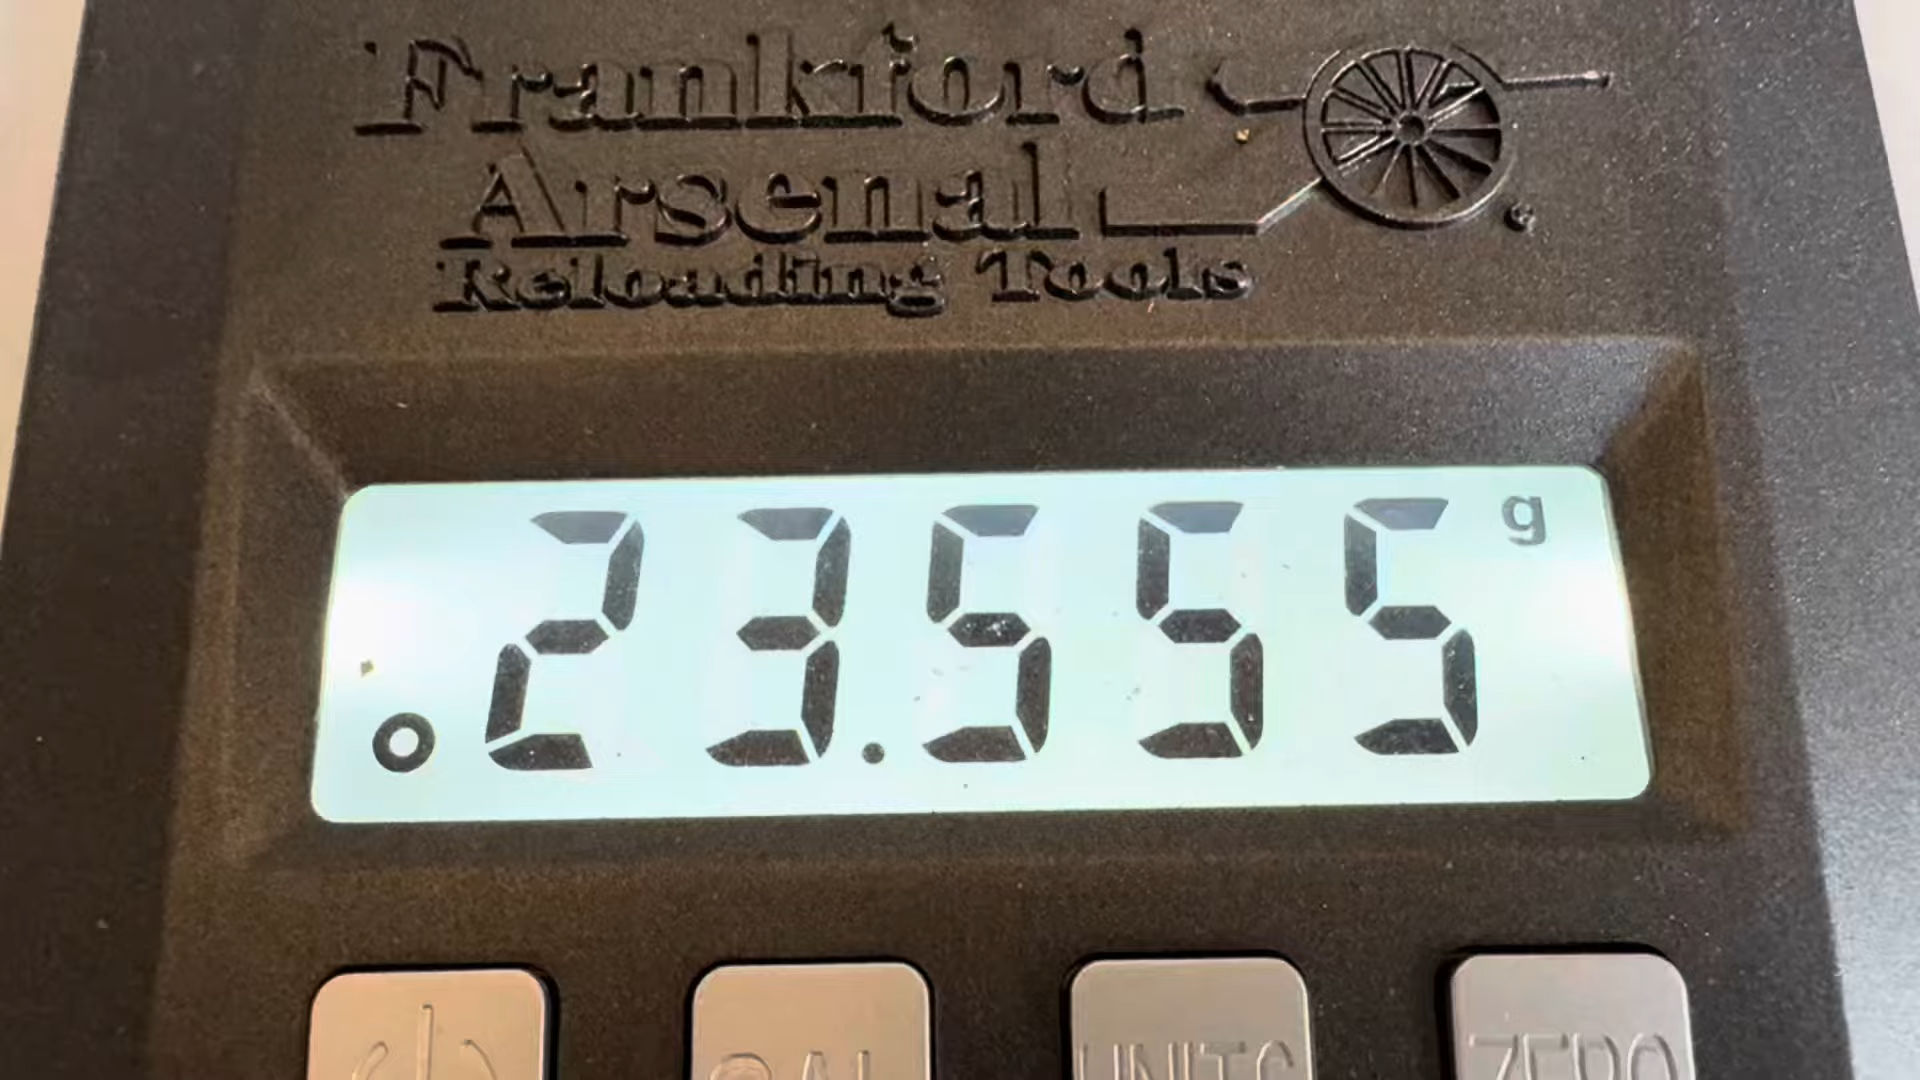 Frankford
Arsenal
Reloading Tools
23.555 g
CAL UNITS ZERO